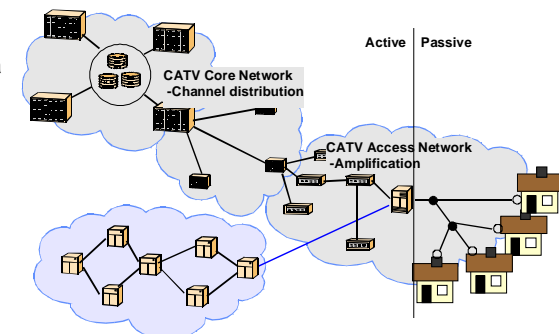 Active Passive
CATV Core Network
-Channel distribution
CATV Access Network
-Amplification